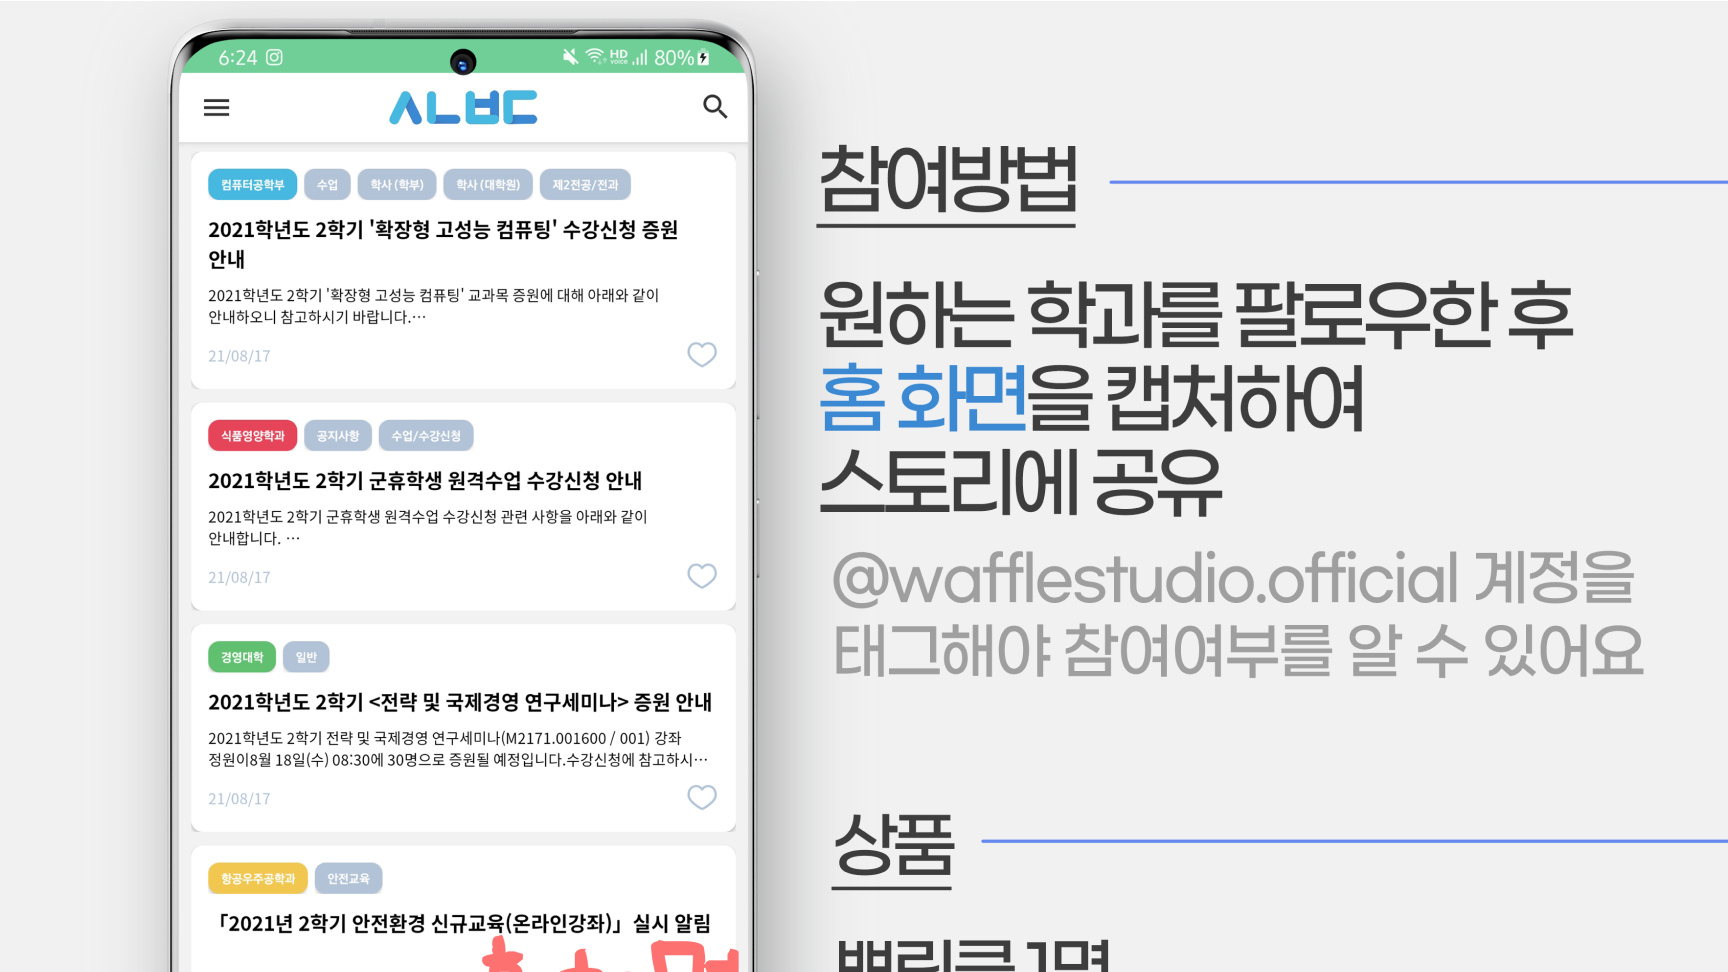 6:24
HD voice 80%
ㅅㄴㅂㄷ
컴퓨터공학부 수업 학사(학부) 학사(대학원) 제2전공/전과
2021학년도 2학기 '확장형 고성능 컴퓨팅' 수강신청 증원
안내
2021학년도 2학기 '확장형 고성능 컴퓨팅' 교과목 증원에 대해 아래와 같이
안내하오니 참고하시기 바랍니다.…
21/08/17
식품영양학과 공지사항 수업/수강신청
2021학년도 2학기 군휴학생 원격수업 수강신청 안내
2021학년도 2학기 군휴학생 원격수업 수강신청 관련 사항을 아래와 같이
안내합니다. …
21/08/17
경영대학 일반
2021학년도 2학기 <전략 및 국제경영 연구세미나> 증원 안내
2021학년도 2학기 전략 및 국제경영 연구세미나(M2171.001600 / 001) 강좌
정원이8월 18일(수) 08:30에 30명으로 증원될 예정입니다.수강신청에 참고하시…
21/08/17
항공우주공학과 안전교육
「2021년 2학기 안전환경 신규교육(온라인강좌)」 실시 알림
참여방법
원하는 학과를 팔로우한 후
홈 화면을 캡처하여
스토리에 공유
@wafflestudio.official 계정을
태그해야 참여여부를 알 수 있어요
상품
뿌링클 1명